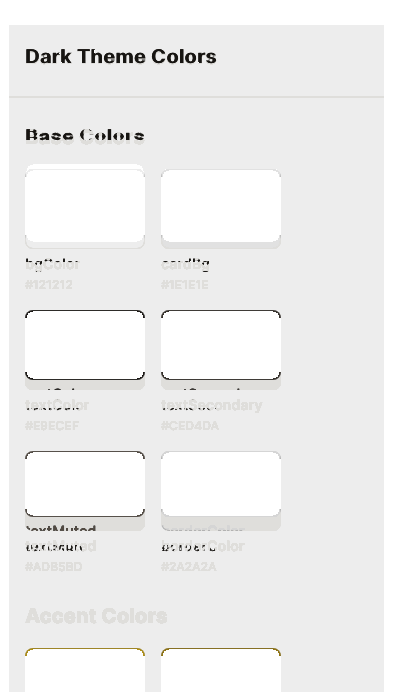 Dark Theme Colors
Base Colors
bgColor cardBg
#121212 #1E1E1E
textColor textSecondary
#E9ECEF #CED4DA
textMuted borderColor
#ADB5BD #2A2A2A
Accent Colors